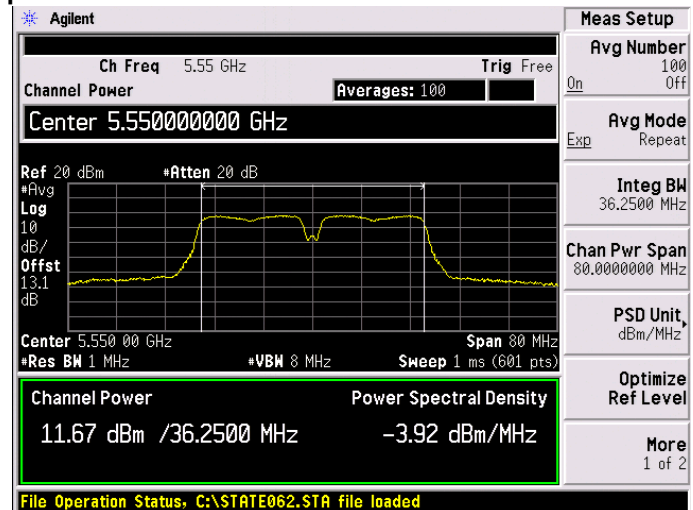 Agilent
Ch Freq 5.55 GHz Trig Free
Channel Power Averages: 100
Center 5.550000000 GHz
Ref 20 dBm #Atten 20 dB
#Avg
Log
10
dB/
Offst
13.1
dB
Center 5.550 00 GHz Span 80 MHz
#Res BW 1 MHz #VBW 8 MHz Sweep 1 ms (601 pts)
Channel Power Power Spectral Density
11.67 dBm /36.2500 MHz -3.92 dBm/MHz
File Operation Status, C:\STATE062.STA file loaded
Meas Setup
Avg Number
100
On Off
Avg Mode
Exp Repeat
Integ BW
36.2500 MHz
Chan Pwr Span
80.0000000 MHz
PSD Unit
dBm/MHz
Optimize
Ref Level
More
1 of 2